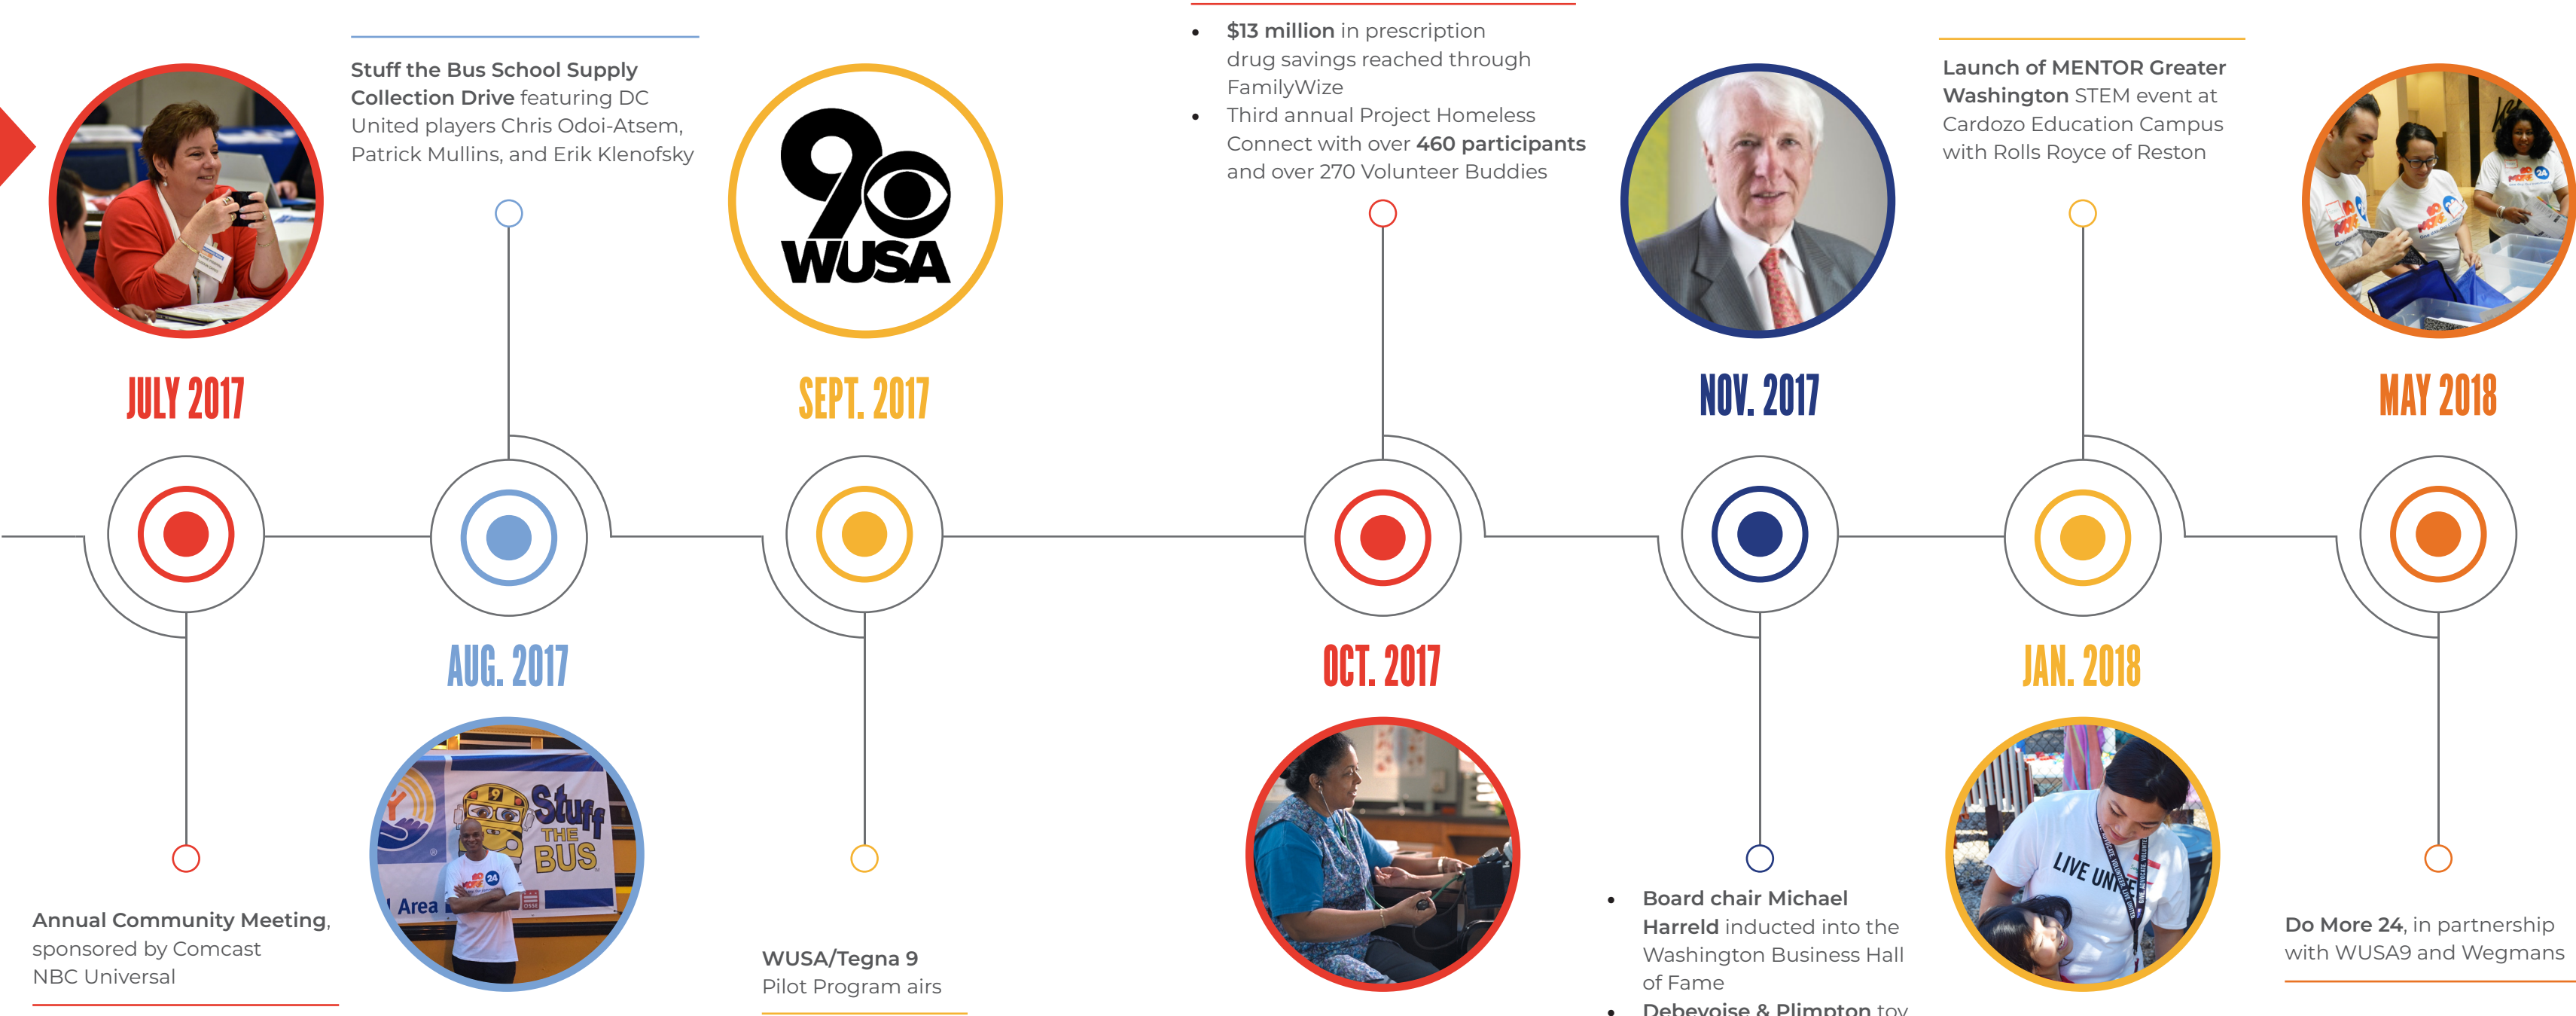 JULY 2017
Annual Community Meeting,
sponsored by Comcast
NBC Universal
Stuff the Bus School Supply
Collection Drive featuring DC
United players Chris Odoi-Atsem,
Patrick Mullins, and Erik Klenofsky
AUG. 2017
Stuff
THE
BUS
Area
24
9
WUSA
SEPT. 2017
WUSA/Tegna 9
Pilot Program airs
• $13 million in prescription
drug savings reached through
FamilyWize
• Third annual Project Homeless
Connect with over 460 participants
and over 270 Volunteer Buddies
OCT. 2017
NOV. 2017
• Board chair Michael
Harreld inducted into the
Washington Business Hall
of Fame
• Debevoise & Plimpton toy
Launch of MENTOR Greater
Washington STEM event at
Cardozo Education Campus
with Rolls Royce of Reston
JAN. 2018
LIVE
MAY 2018
24
Do More 24, in partnership
with WUSA9 and Wegmans